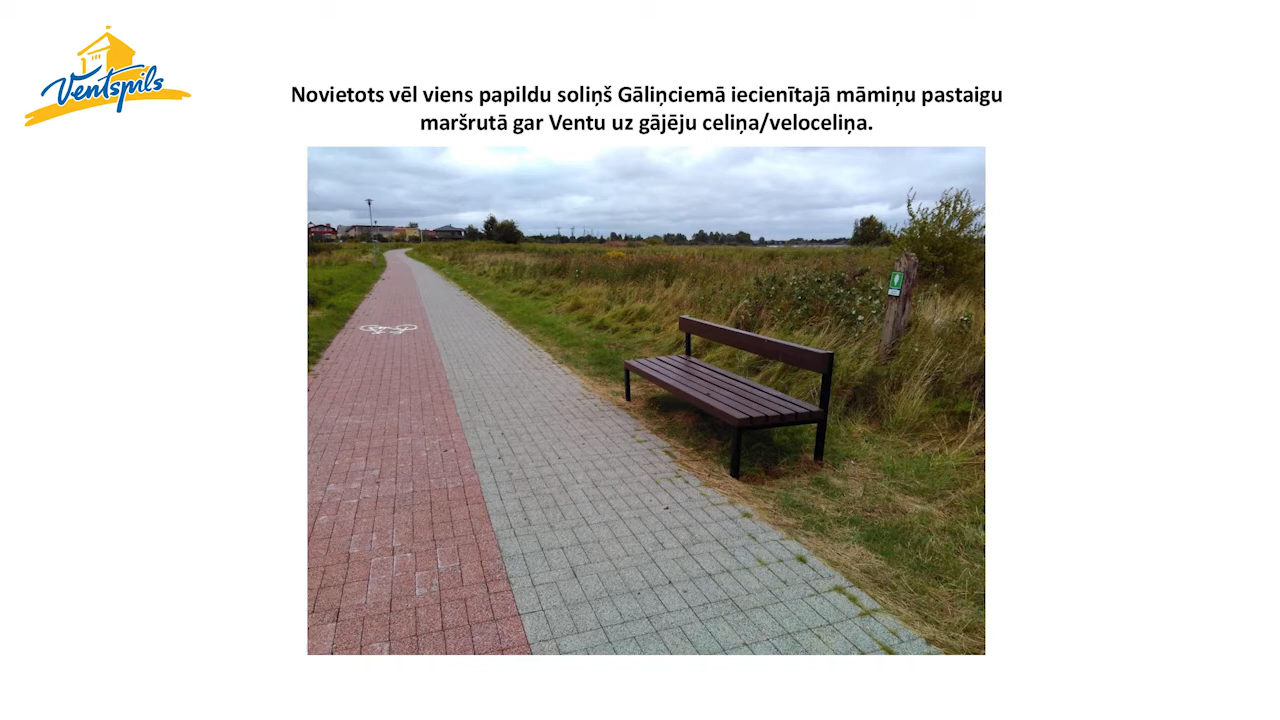 Ventspils
Novietots vēl viens papildu soliņš Gāliņciemā iecienītajā māmiņu pastaigu
maršrutā gar Ventu uz gājēju celiņa/veloceliņa.